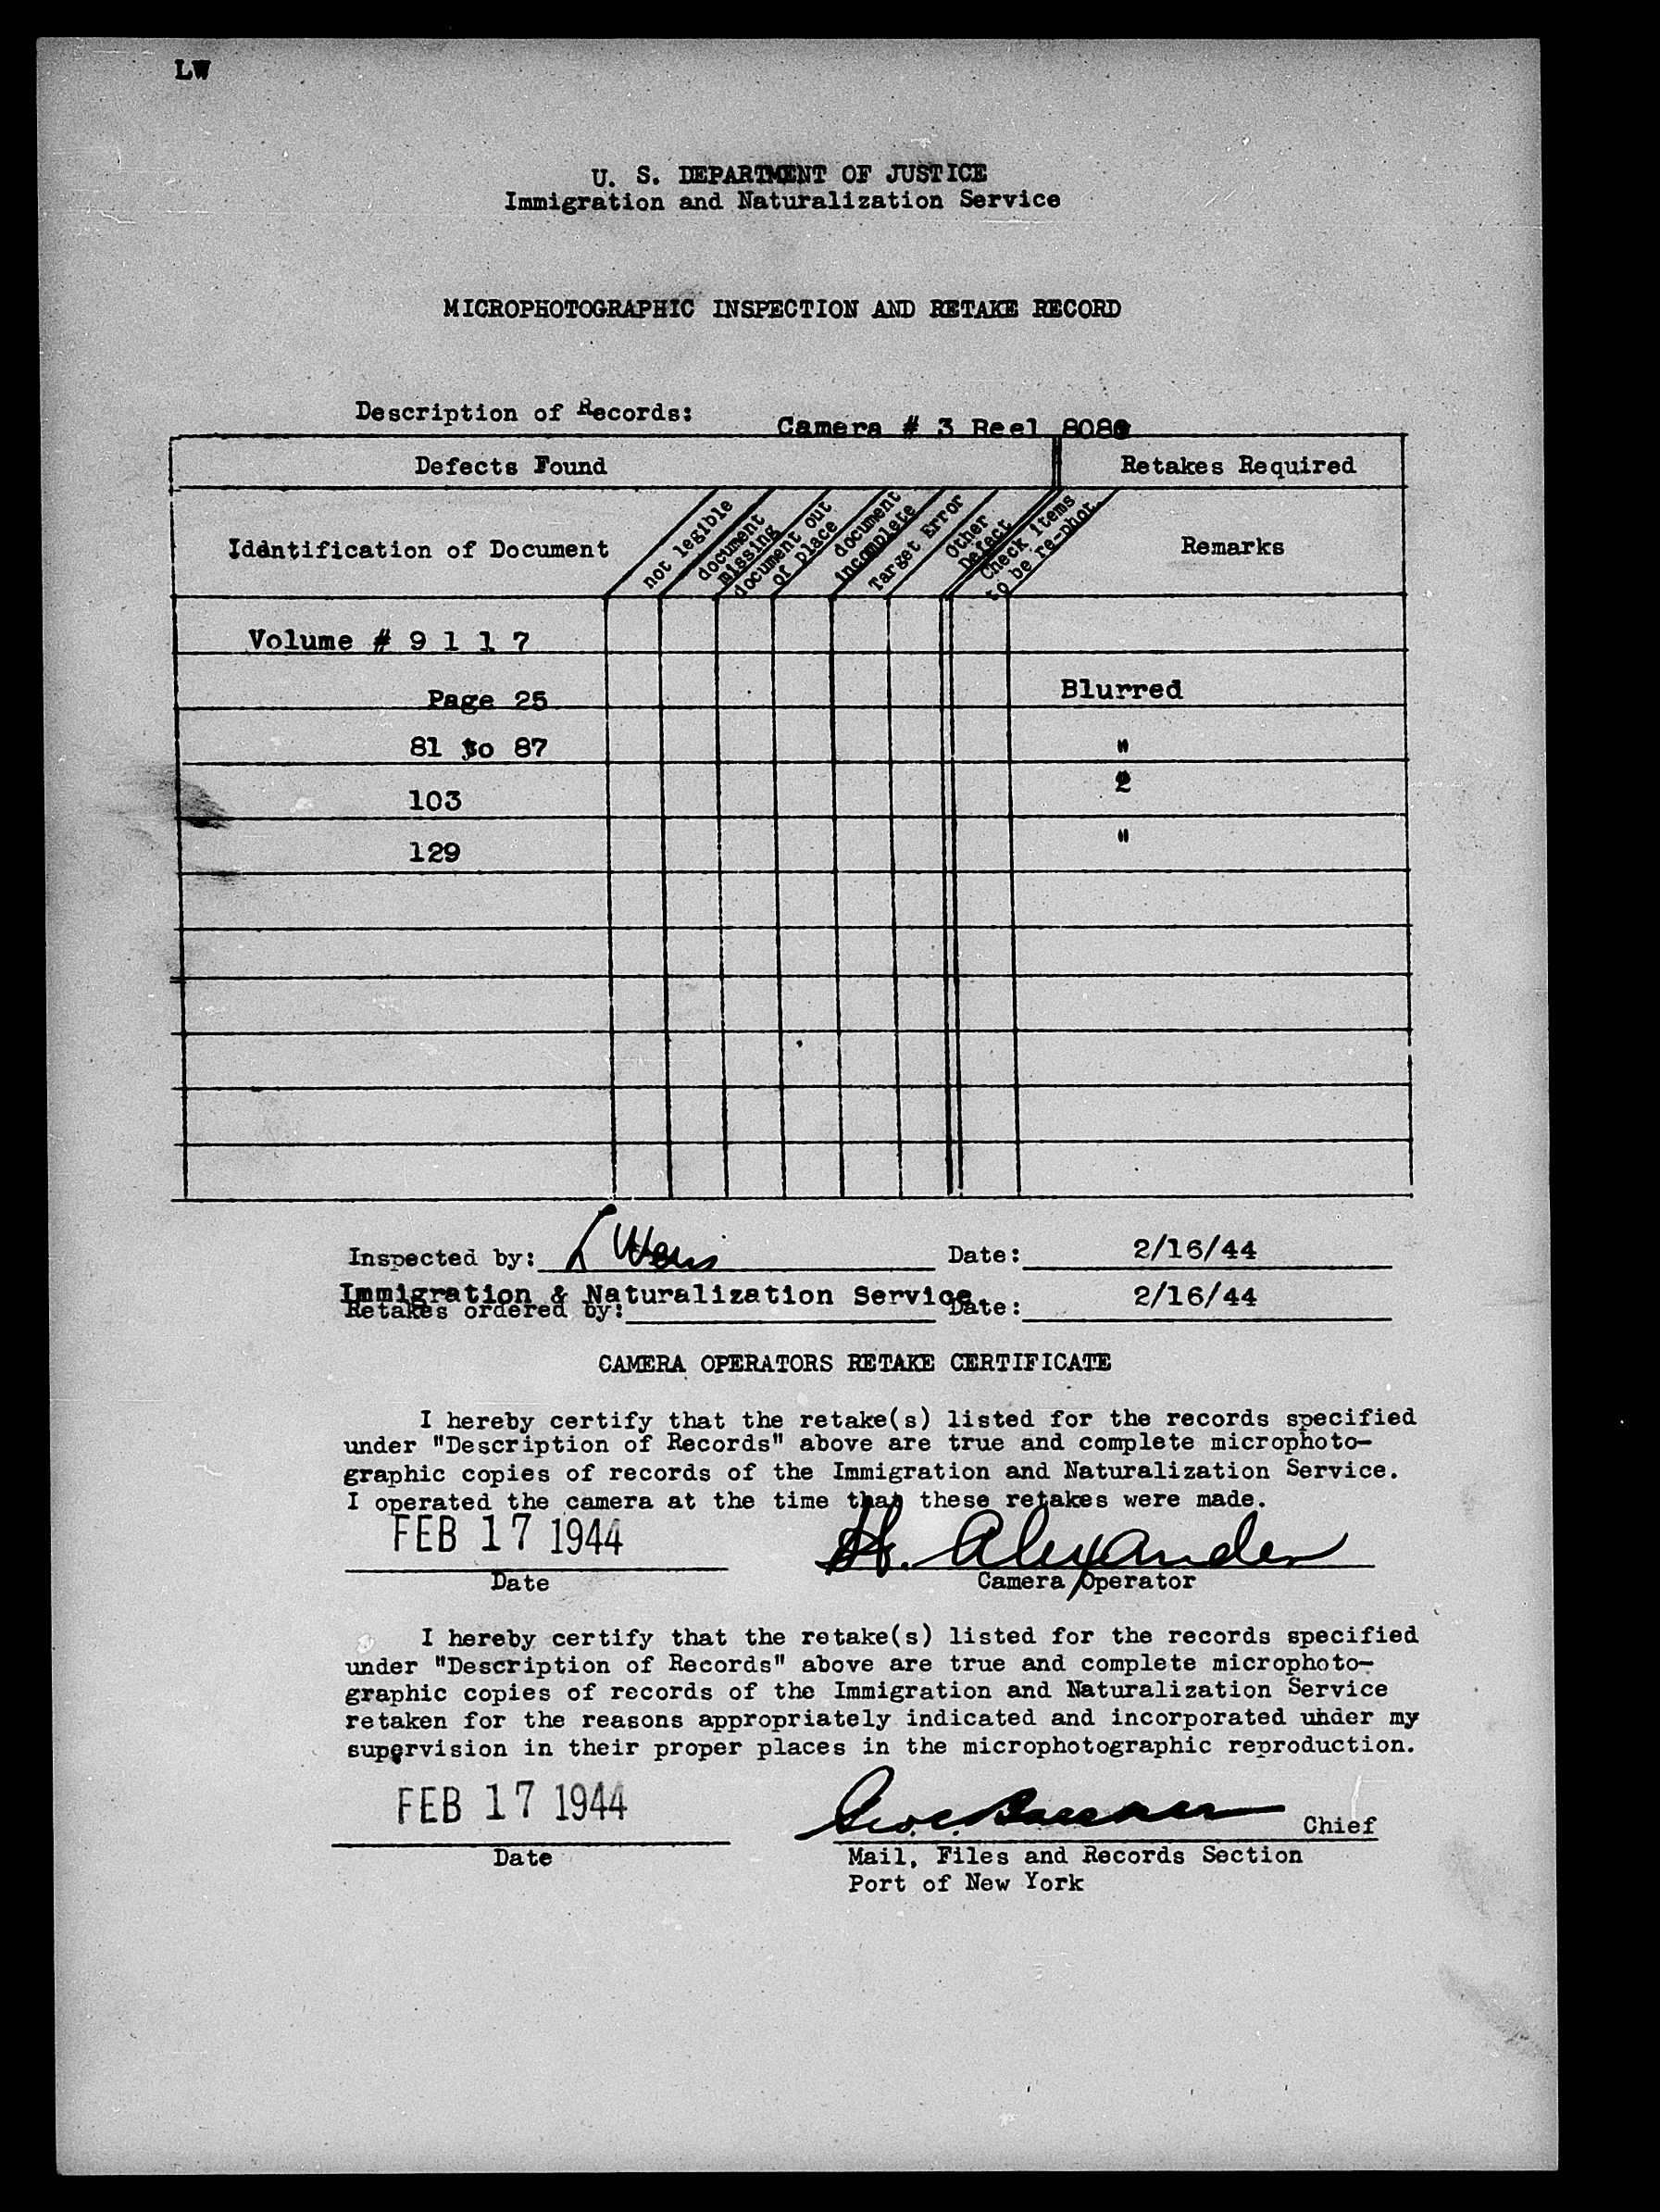 LW
U. S. DEPARTMENT OF JUSTICE
Immigration and Naturalization Service
MICROPHOTOGRAPHIC INSPECTION AND RETAKE RECORD
Description of Records:
Camera # 3 Reel 808
Defects Found
Retakes Required
Identification of Document
not legible
document missing
document out of place
document incomplete
Target Error
Other Defect
Check items to be re-phot.
Remarks
Volume # 9 1 1 7
Page 25
Blurred
81 to 87
"
103
129
"
Inspected by: L Weis
Date: 2/16/44
Immigration & Naturalization Service
Retakes ordered by:
Date: 2/16/44
CAMERA OPERATORS RETAKE CERTIFICATE
I hereby certify that the retake(s) listed for the records specified
under "Description of Records" above are true and complete microphoto-
graphic copies of records of the Immigration and Naturalization Service.
I operated the camera at the time that these retakes were made.
FEB 17 1944
H. Alexander
Date
Camera Operator
I hereby certify that the retake(s) listed for the records specified
under "Description of Records" above are true and complete microphoto-
graphic copies of records of the Immigration and Naturalization Service
retaken for the reasons appropriately indicated and incorporated under my
supervision in their proper places in the microphotographic reproduction.
FEB 17 1944
Chief
Date
Mail, Files and Records Section
Port of New York